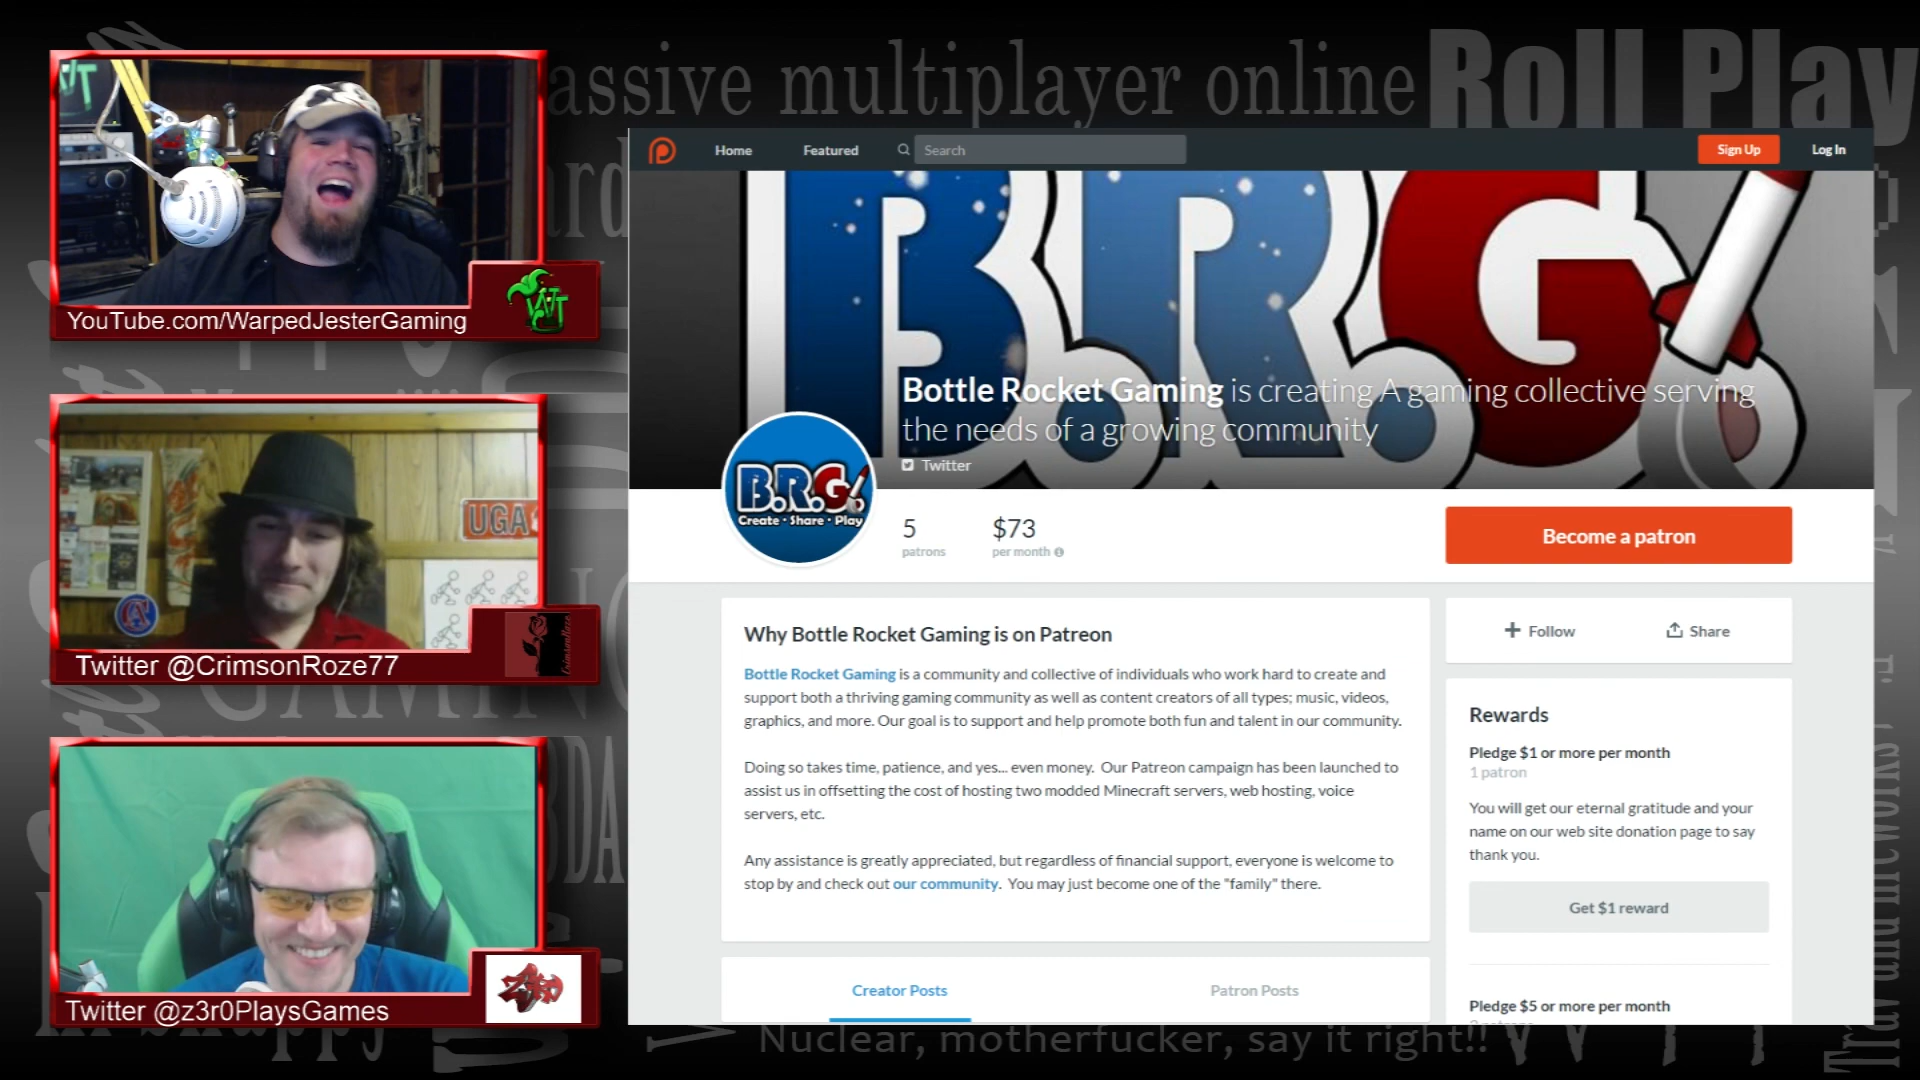 assive multiplayer online
Roll Play
WT
YouTube.com/WarpedJesterGaming
WT
UGA
A
Twitter @CrimsonRoze77
Twitter @z3r0PlaysGames
Home
Featured
Search
Sign Up
Log In
B.R.G!
Bottle Rocket Gaming is creating A gaming collective serving
the needs of a growing community
Twitter
B.R.G!
Create · Share · Play
5
patrons
$73
per month
Become a patron
Why Bottle Rocket Gaming is on Patreon
Bottle Rocket Gaming is a community and collective of individuals who work hard to create and
support both a thriving gaming community as well as content creators of all types; music, videos,
graphics, and more. Our goal is to support and help promote both fun and talent in our community.
Doing so takes time, patience, and yes... even money. Our Patreon campaign has been launched to
assist us in offsetting the cost of hosting two modded Minecraft servers, web hosting, voice
servers, etc.
Any assistance is greatly appreciated, but regardless of financial support, everyone is welcome to
stop by and check out our community. You may just become one of the "family" there.
Creator Posts
Patron Posts
Follow
Share
Rewards
Pledge $1 or more per month
1 patron
You will get our eternal gratitude and your
name on our web site donation page to say
thank you.
Get $1 reward
Pledge $5 or more per month
Nuclear, motherfucker, say it right!!